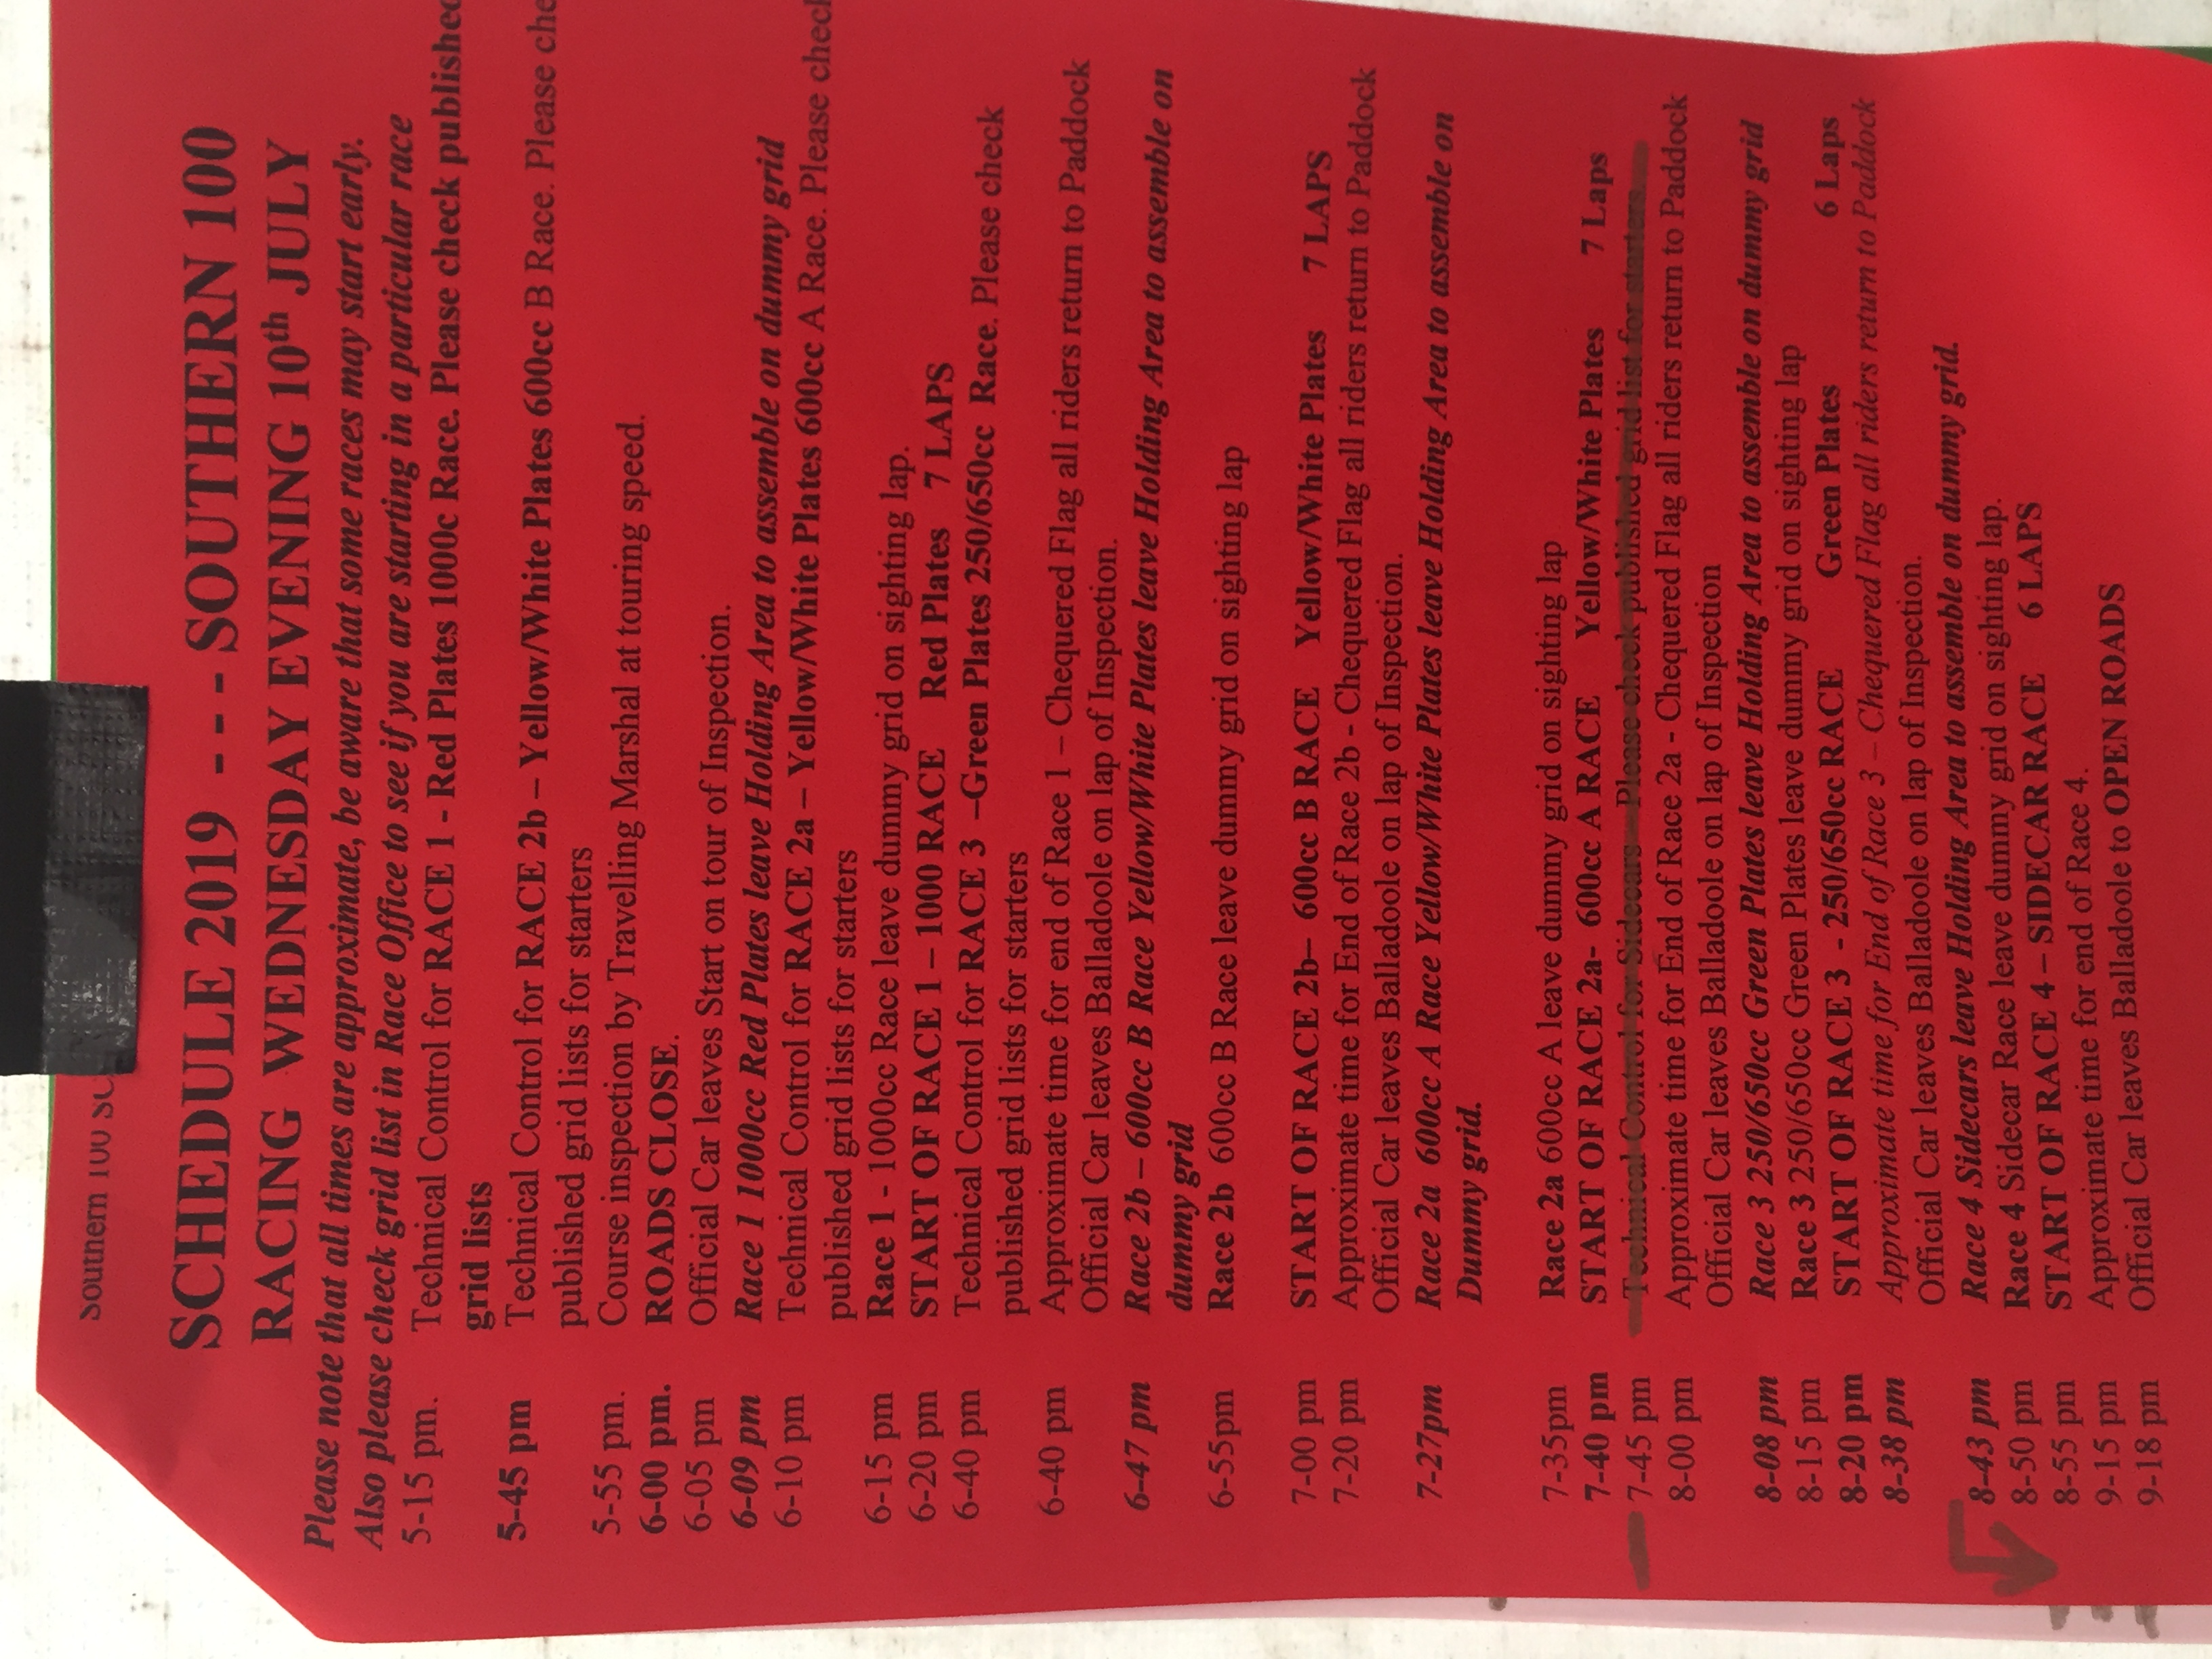 Southern 100
SCHEDULE 2019 - - - SOUTHERN 100
RACING WEDNESDAY EVENING 10th JULY
Please note that all times are approximate, be aware that some races may start early.
Also please check grid list in Race Office to see if you are starting in a particular race
5-15 pm. Technical Control for RACE 1 - Red Plates 1000c Race. Please check published
grid lists
5-45 pm Technical Control for RACE 2b – Yellow/White Plates 600cc B Race. Please
published grid lists for starters
5-55 pm. Course inspection by Travelling Marshal at touring speed.
6-00 pm. ROADS CLOSE.
6-05 pm Official Car leaves Start on tour of Inspection.
6-09 pm Race 1 1000cc Red Plates leave Holding Area to assemble on dummy grid
6-10 pm Technical Control for RACE 2a – Yellow/White Plates 600cc A Race. Please check
published grid lists for starters
6-15 pm Race 1 - 1000cc Race leave dummy grid on sighting lap.
6-20 pm START OF RACE 1 – 1000 RACE Red Plates 7 LAPS
6-40 pm Technical Control for RACE 3 –Green Plates 250/650cc Race. Please check
published grid lists for starters
6-40 pm Approximate time for end of Race 1 – Chequered Flag all riders return to Paddock
Official Car leaves Balladoole on lap of Inspection.
6-47 pm Race 2b – 600cc B Race Yellow/White Plates leave Holding Area to assemble on
dummy grid
6-55pm Race 2b 600cc B Race leave dummy grid on sighting lap
7-00 pm START OF RACE 2b– 600cc B RACE Yellow/White Plates 7 LAPS
7-20 pm Approximate time for End of Race 2b - Chequered Flag all riders return to Paddock
Official Car leaves Balladoole on lap of Inspection.
7-27pm Race 2a 600cc A Race Yellow/White Plates leave Holding Area to assemble on
Dummy grid.
7-35pm Race 2a 600cc A leave dummy grid on sighting lap
7-40 pm START OF RACE 2a- 600cc A RACE Yellow/White Plates 7 Laps
7-45 pm Technical Control for Sidecars - Please check published grid list for starters
8-00 pm Approximate time for End of Race 2a - Chequered Flag all riders return to Paddock
Official Car leaves Balladoole on lap of Inspection
8-08 pm Race 3 250/650cc Green Plates leave Holding Area to assemble on dummy grid
8-15 pm Race 3 250/650cc Green Plates leave dummy grid on sighting lap
8-20 pm START OF RACE 3 - 250/650cc RACE Green Plates 6 Laps
8-38 pm Approximate time for End of Race 3 – Chequered Flag all riders return to Paddock
Official Car leaves Balladoole on lap of Inspection.
8-43 pm Race 4 Sidecars leave Holding Area to assemble on dummy grid.
8-50 pm Race 4 Sidecar Race leave dummy grid on sighting lap.
8-55 pm START OF RACE 4 – SIDECAR RACE 6 LAPS
9-15 pm Approximate time for end of Race 4.
9-18 pm Official Car leaves Balladoole to OPEN ROADS